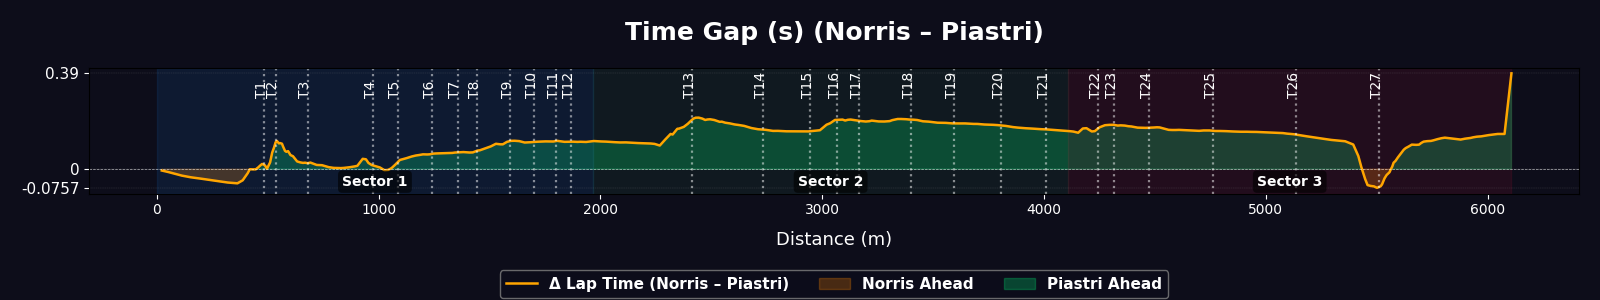 Time Gap (s) (Norris – Piastri)
0.39
0
-0.0757
T1. T2. T3. T4. T5. T6. T7. T8. T9. T10. T11. T12. T13. T14. T15. T16. T17. T18. T19. T20. T21. T22. T23. T24. T25. T26. T27.
Sector 1 Sector 2 Sector 3
0 1000 2000 3000 4000 5000 6000
Distance (m)
Δ Lap Time (Norris – Piastri) Norris Ahead Piastri Ahead